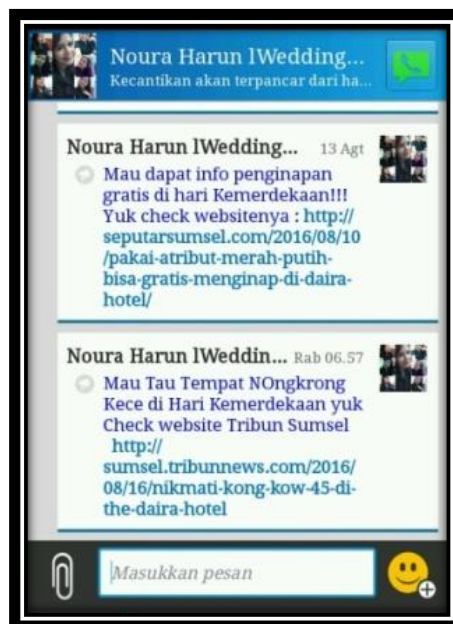 Noura Harun lWedding...
Kecantikan akan terpancar dari ha...
Noura Harun lWedding... 13 Agt
Mau dapat info penginapan
gratis di hari Kemerdekaan!!!
Yuk check websitenya : http://
seputarsumsel.com/2016/08/10
/pakai-atribut-merah-putih-
bisa-gratis-menginap-di-daira-
hotel/
Noura Harun lWeddin... Rab 06.57
Mau Tau Tempat NOngkrong
Kece di Hari Kemerdekaan yuk
Check website Tribun Sumsel
http://
sumsel.tribunnews.com/2016/
08/16/nikmati-kong-kow-45-di-
the-daira-hotel
Masukkan pesan